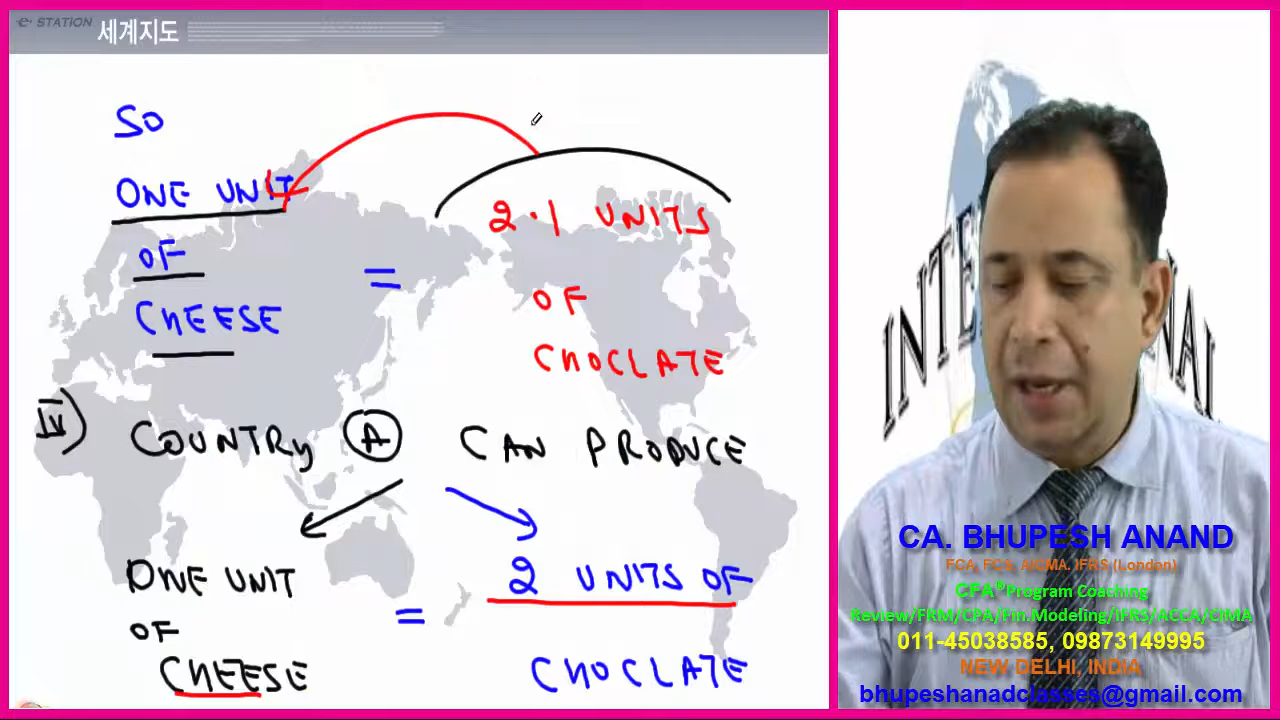 e- STATION
세계지도
SO
ONE UNIT
OF
CHEESE
=
2.1 UNITS
OF
CHOCLATE
IV) COUNTRY A CAN PRODUCE
ONE UNIT
OF
CHEESE
=
2 UNITS OF
CHOCLATE
INTERNATIONAL
CA. BHUPESH ANAND
FCA, FCS, AICMA, IFRS (London)
CFA® Program Coaching
Review/FRM/CPA/Fin.Modeling/IFRS/ACCA/CIMA
011-45038585, 09873149995
NEW DELHI, INDIA
bhupeshanadclasses@gmail.com